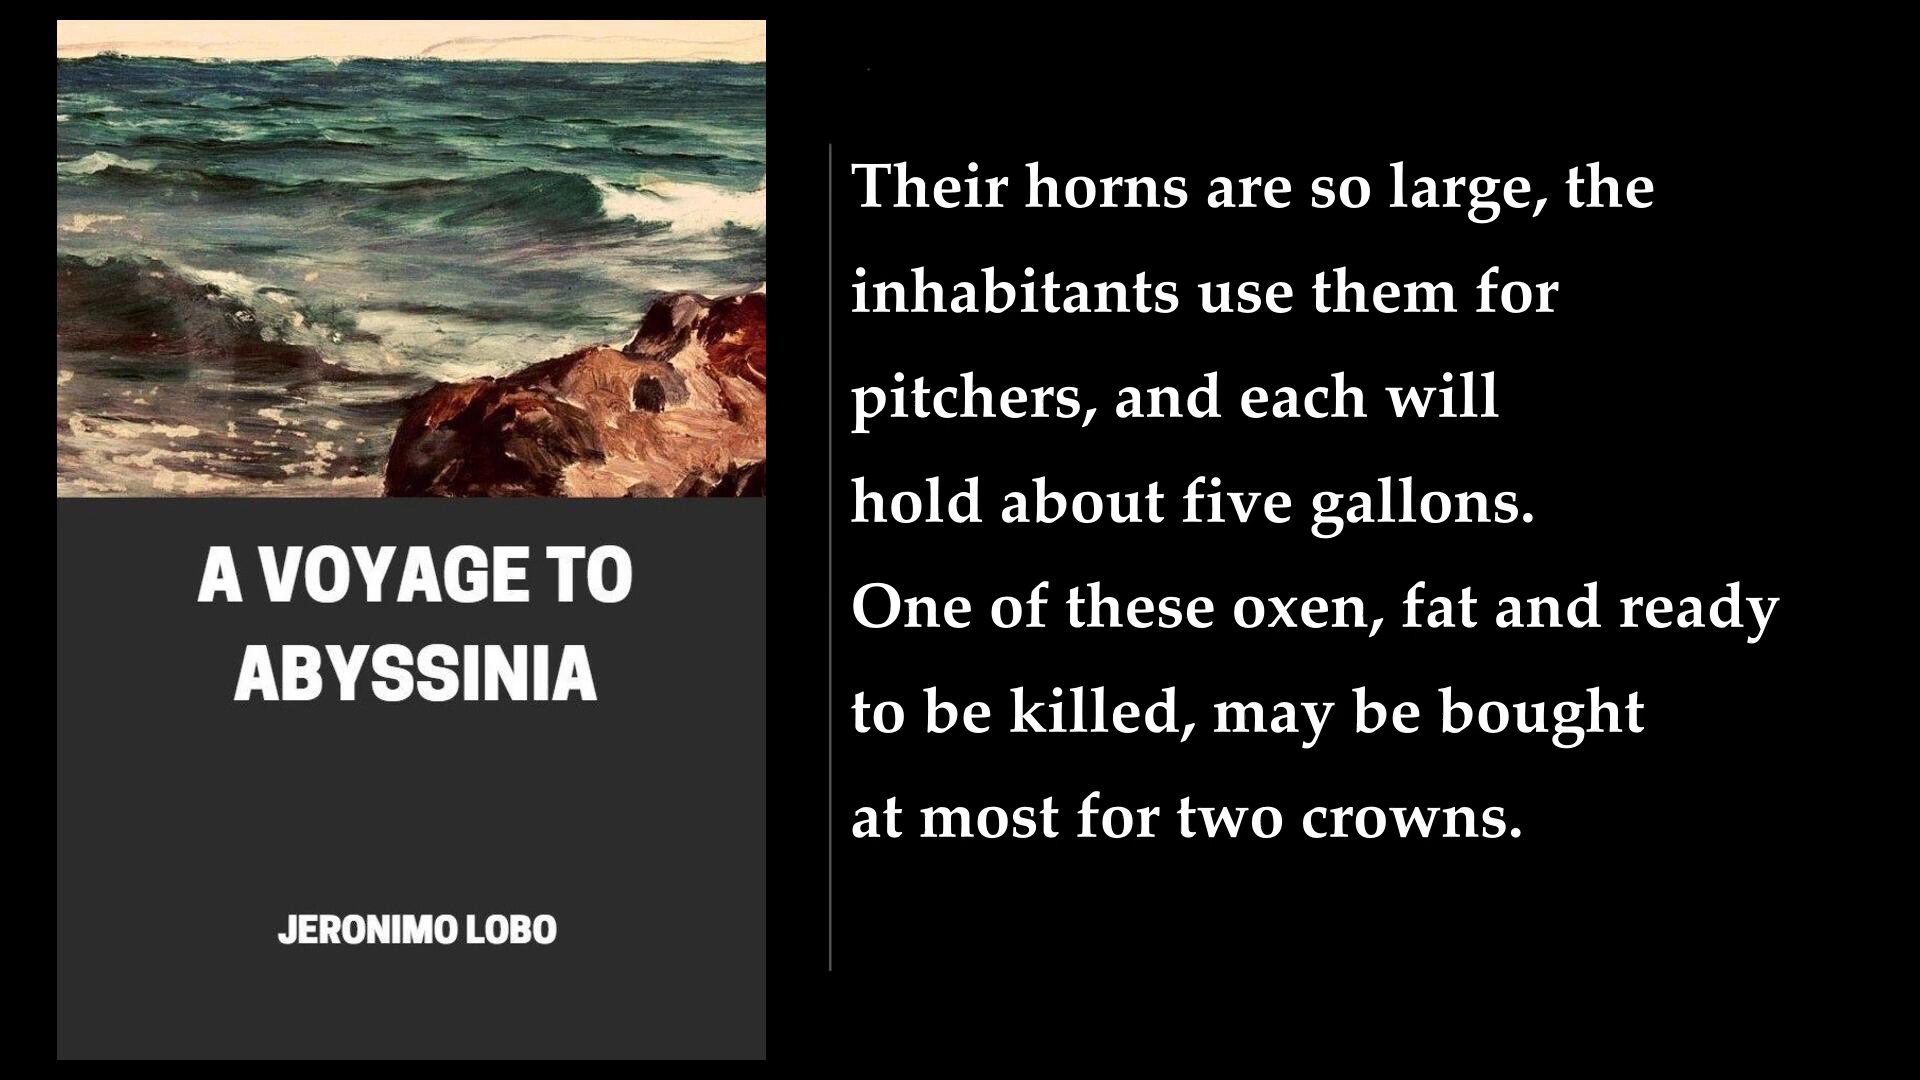 A VOYAGE TO
ABYSSINIA
JERONIMO LOBO
Their horns are so large, the
inhabitants use them for
pitchers, and each will
hold about five gallons.
One of these oxen, fat and ready
to be killed, may be bought
at most for two crowns.